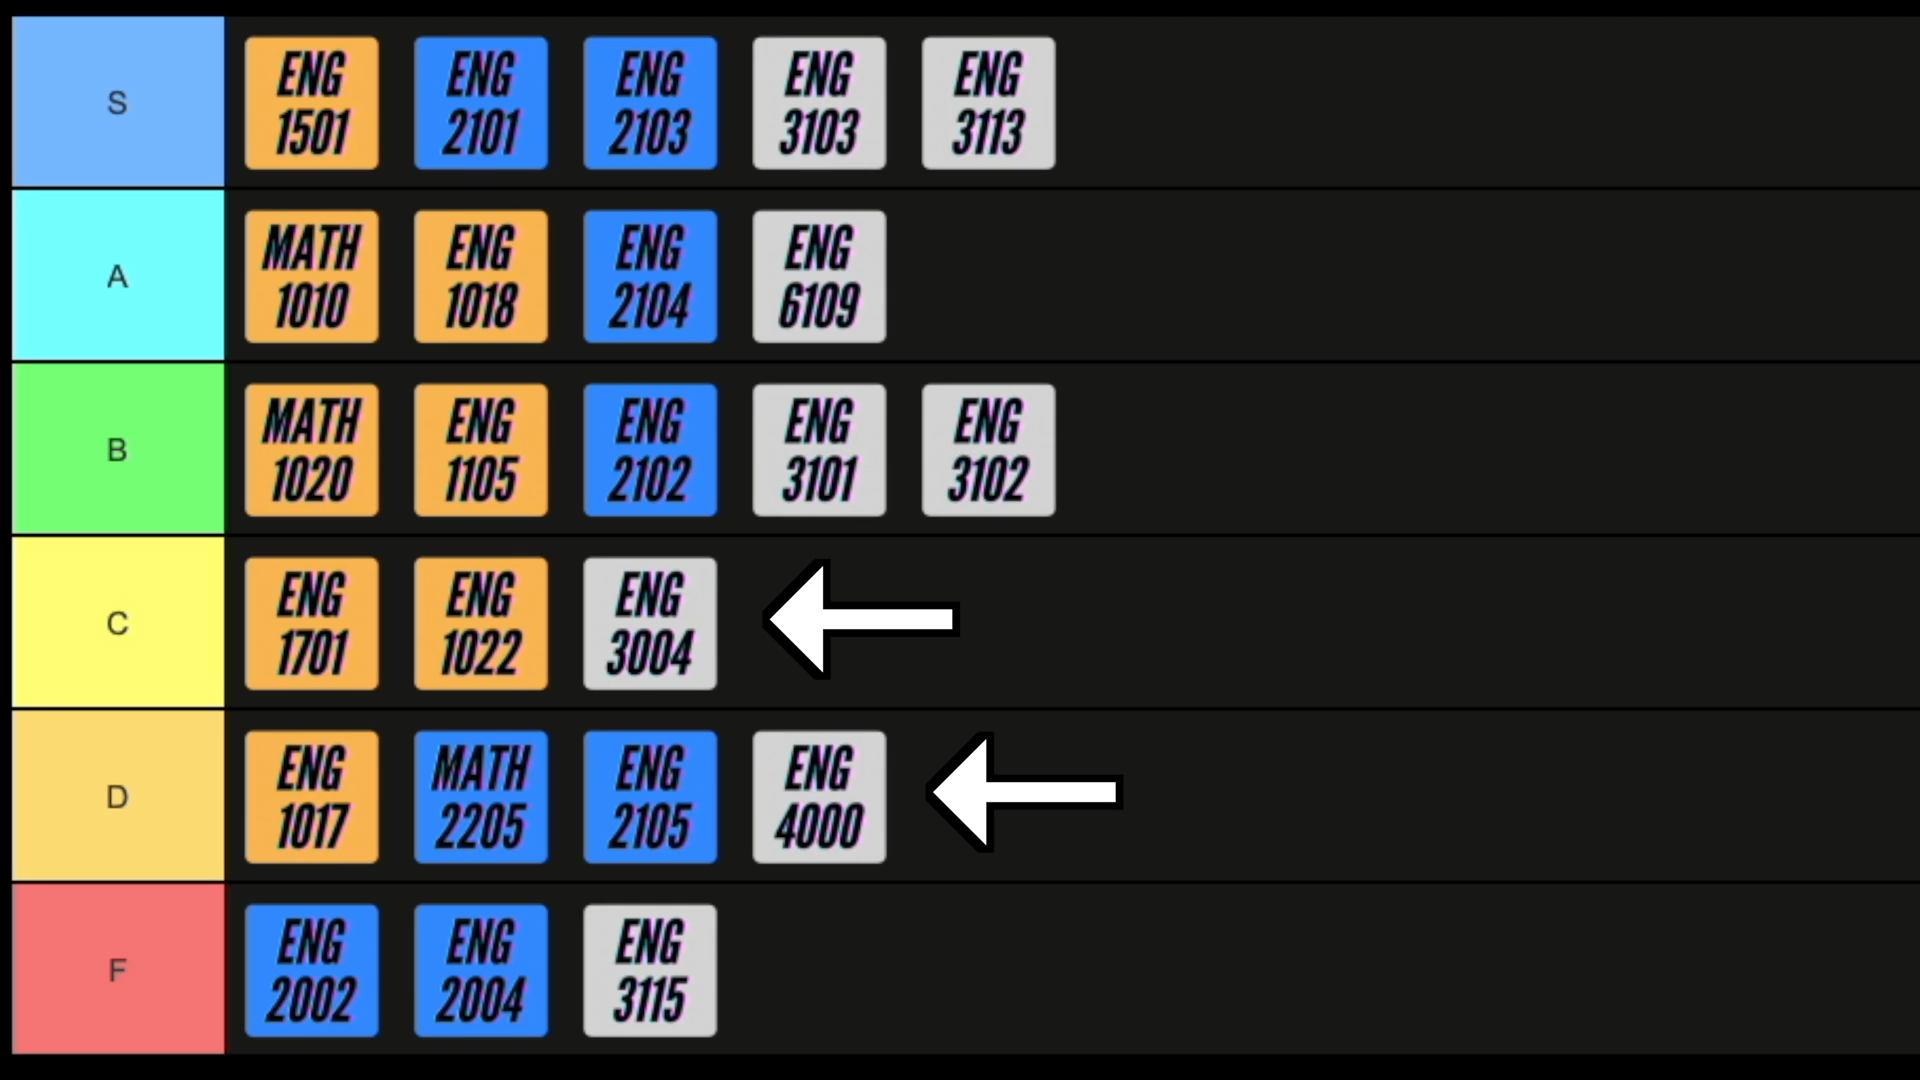 S
ENG
1501
ENG
2101
ENG
2103
ENG
3103
ENG
3113
A
MATH
1010
ENG
1018
ENG
2104
ENG
6109
B
MATH
1020
ENG
1105
ENG
2102
ENG
3101
ENG
3102
C
ENG
1701
ENG
1022
ENG
3004
D
ENG
1017
MATH
2205
ENG
2105
ENG
4000
F
ENG
2002
ENG
2004
ENG
3115